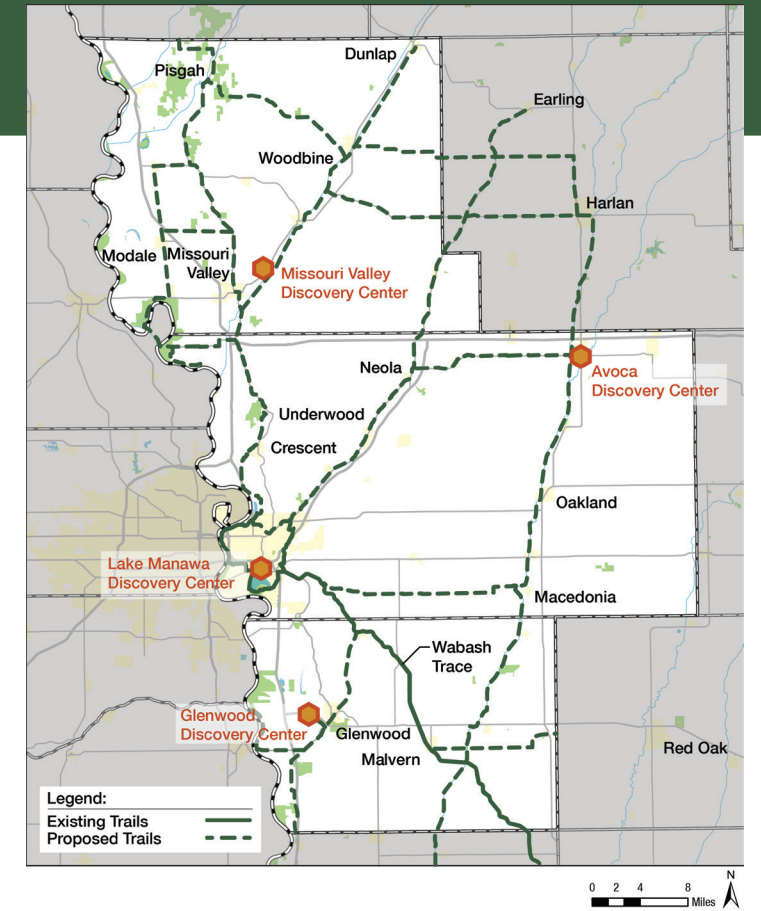 Dunlap
Pisgah
Earling
Woodbine
Harlan
Modale
Missouri
Valley
Missouri Valley
Discovery Center
Neola
Avoca
Discovery Center
Underwood
Crescent
Oakland
Lake Manawa
Discovery Center
Macedonia
Wabash
Trace
Glenwood
Discovery Center
Glenwood
Malvern
Red Oak
Legend:
Existing Trails
Proposed Trails
N
0 2 4 8
Miles